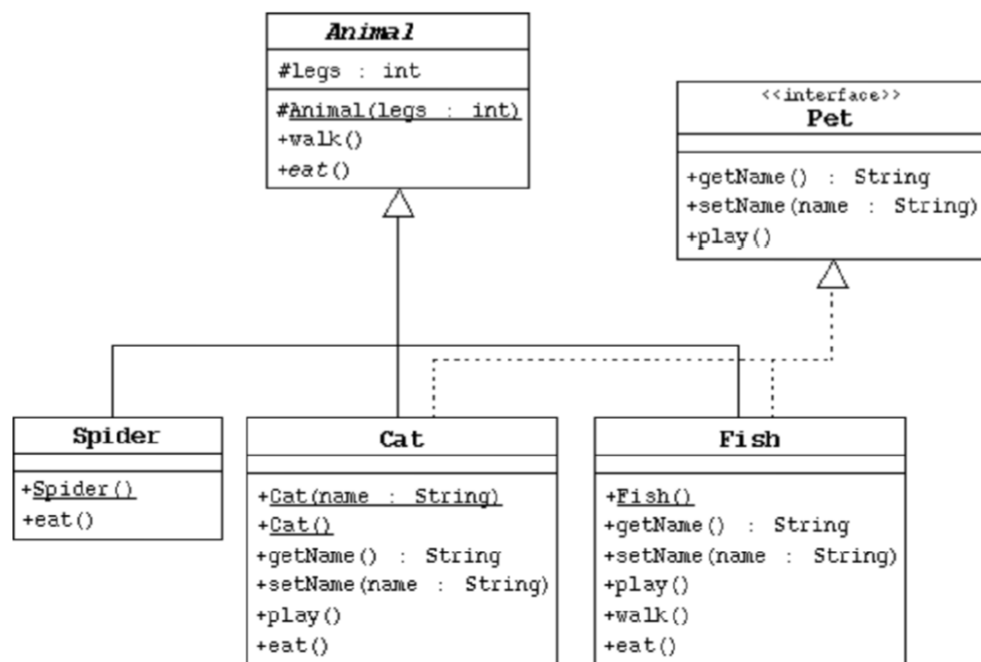 Animal
#legs : int
#Animal(legs : int)
+walk()
+eat()
<<interface>>
Pet
+getName() : String
+setName(name : String)
+play()
Spider
+Spider()
+eat()
Cat
+Cat(name : String)
+Cat()
+getName() : String
+setName(name : String)
+play()
+eat()
Fish
+Fish()
+getName() : String
+setName(name : String)
+play()
+walk()
+eat()